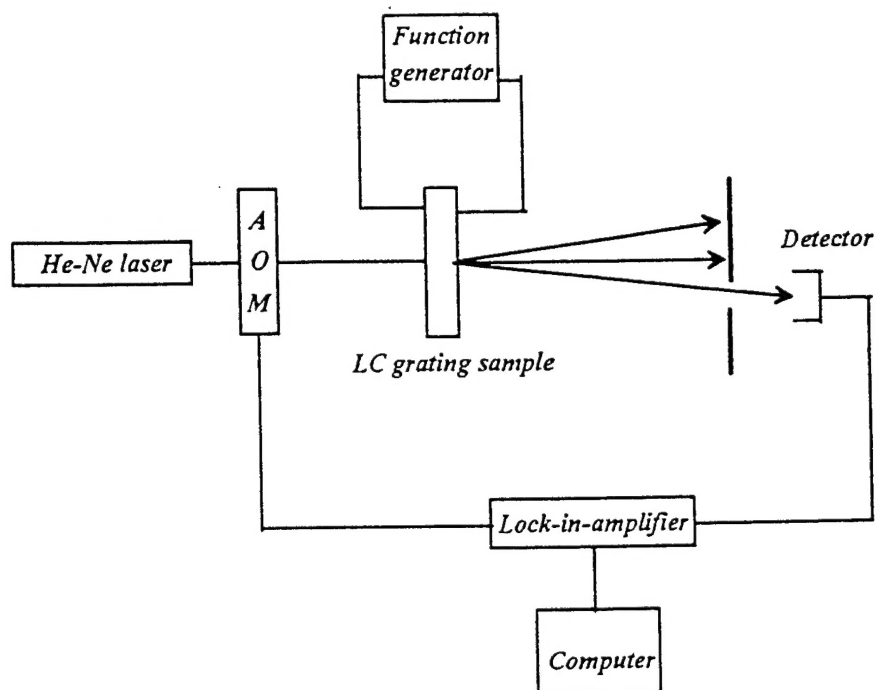 Function
generator
A
O
M
He-Ne laser
Detector
LC grating sample
Lock-in-amplifier
Computer